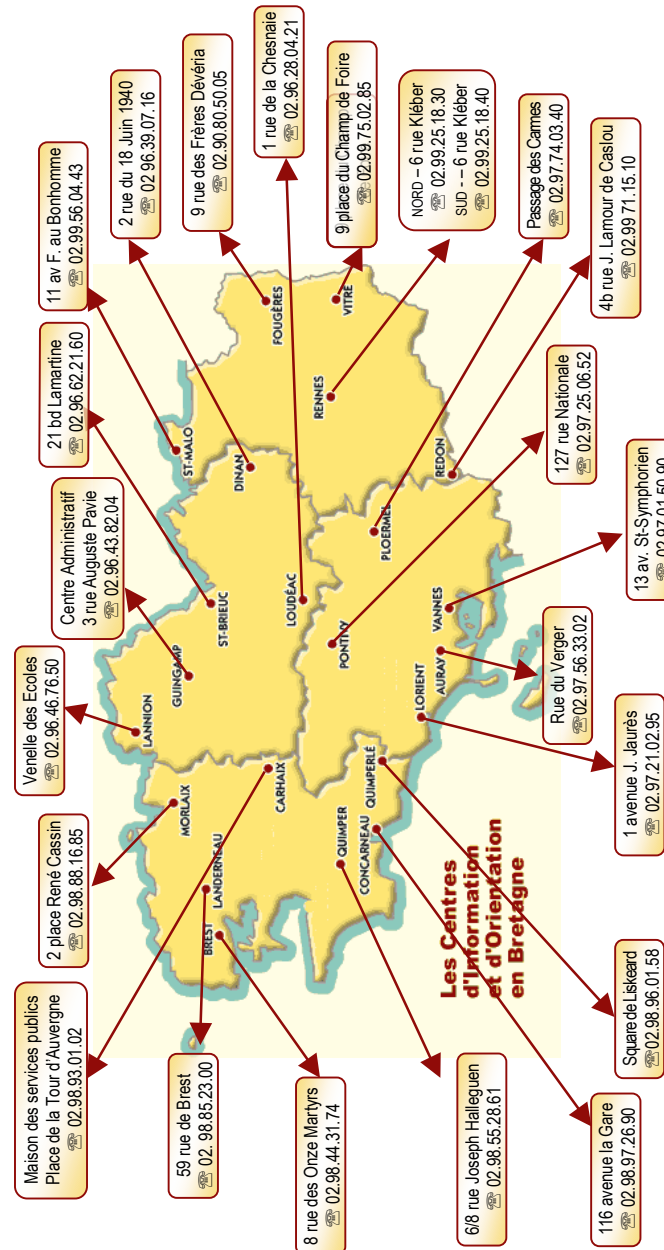 Maison des services publics
Place de la Tour d'Auvergne
☏ 02.98.93.01.02
2 place René Cassin
☏ 02.98.88.16.85
Venelle des Ecoles
☏ 02.96.46.76.50
Centre Administratif
3 rue Auguste Pavie
☏ 02.96.43.82.04
21 bd Lamartine
☏ 02.96.62.21.60
11 av F. au Bonhomme
☏ 02.99.56.04.43
2 rue du 18 Juin 1940
☏ 02 96.39.07.16
9 rue des Frères Dévéria
☏ 02.90.80.50.05
1 rue de la Chesnaie
☏ 02.96.28.04.21
9 place du Champ de Foire
☏ 02.99.75.02.85
NORD – 6 rue Kléber
☏ 02.99.25.18.30
SUD - – 6 rue Kléber
☏ 02.99.25.18.40
Passage des Carmes
☏ 02.97.74.03.40
4b rue J. Lamour de Caslou
☏ 02.99 71.15.10
127 rue Nationale
☏ 02.97.25.06.52
13 av. St-Symphorien
Rue du Verger
☏ 02.97.56.33.02
1 avenue J. Jaurès
☏ 02.97.21.02.95
Square de Liskeard
☏ 02.98.96.01.58
116 avenue la Gare
☏ 02.98.97.26.90
6/8 rue Joseph Halleguen
☏ 02.98.55.28.61
8 rue des Onze Martyrs
☏ 02.98.44.31.74
59 rue de Brest
☏ 02. 98.85.23.00
LANNION
GUINGAMP
ST-BRIEUC
ST-MALO
DINAN
FOUGÈRES
VITRÉ
RENNES
REDON
PLOERMEL
LOUDÉAC
PONTIVY
VANNES
AURAY
LORIENT
QUIMPERLÉ
CONCARNEAU
QUIMPER
CARHAIX
MORLAIX
LANDERNEAU
BREST
Les Centres
d'Information
et d'Orientation
en Bretagne